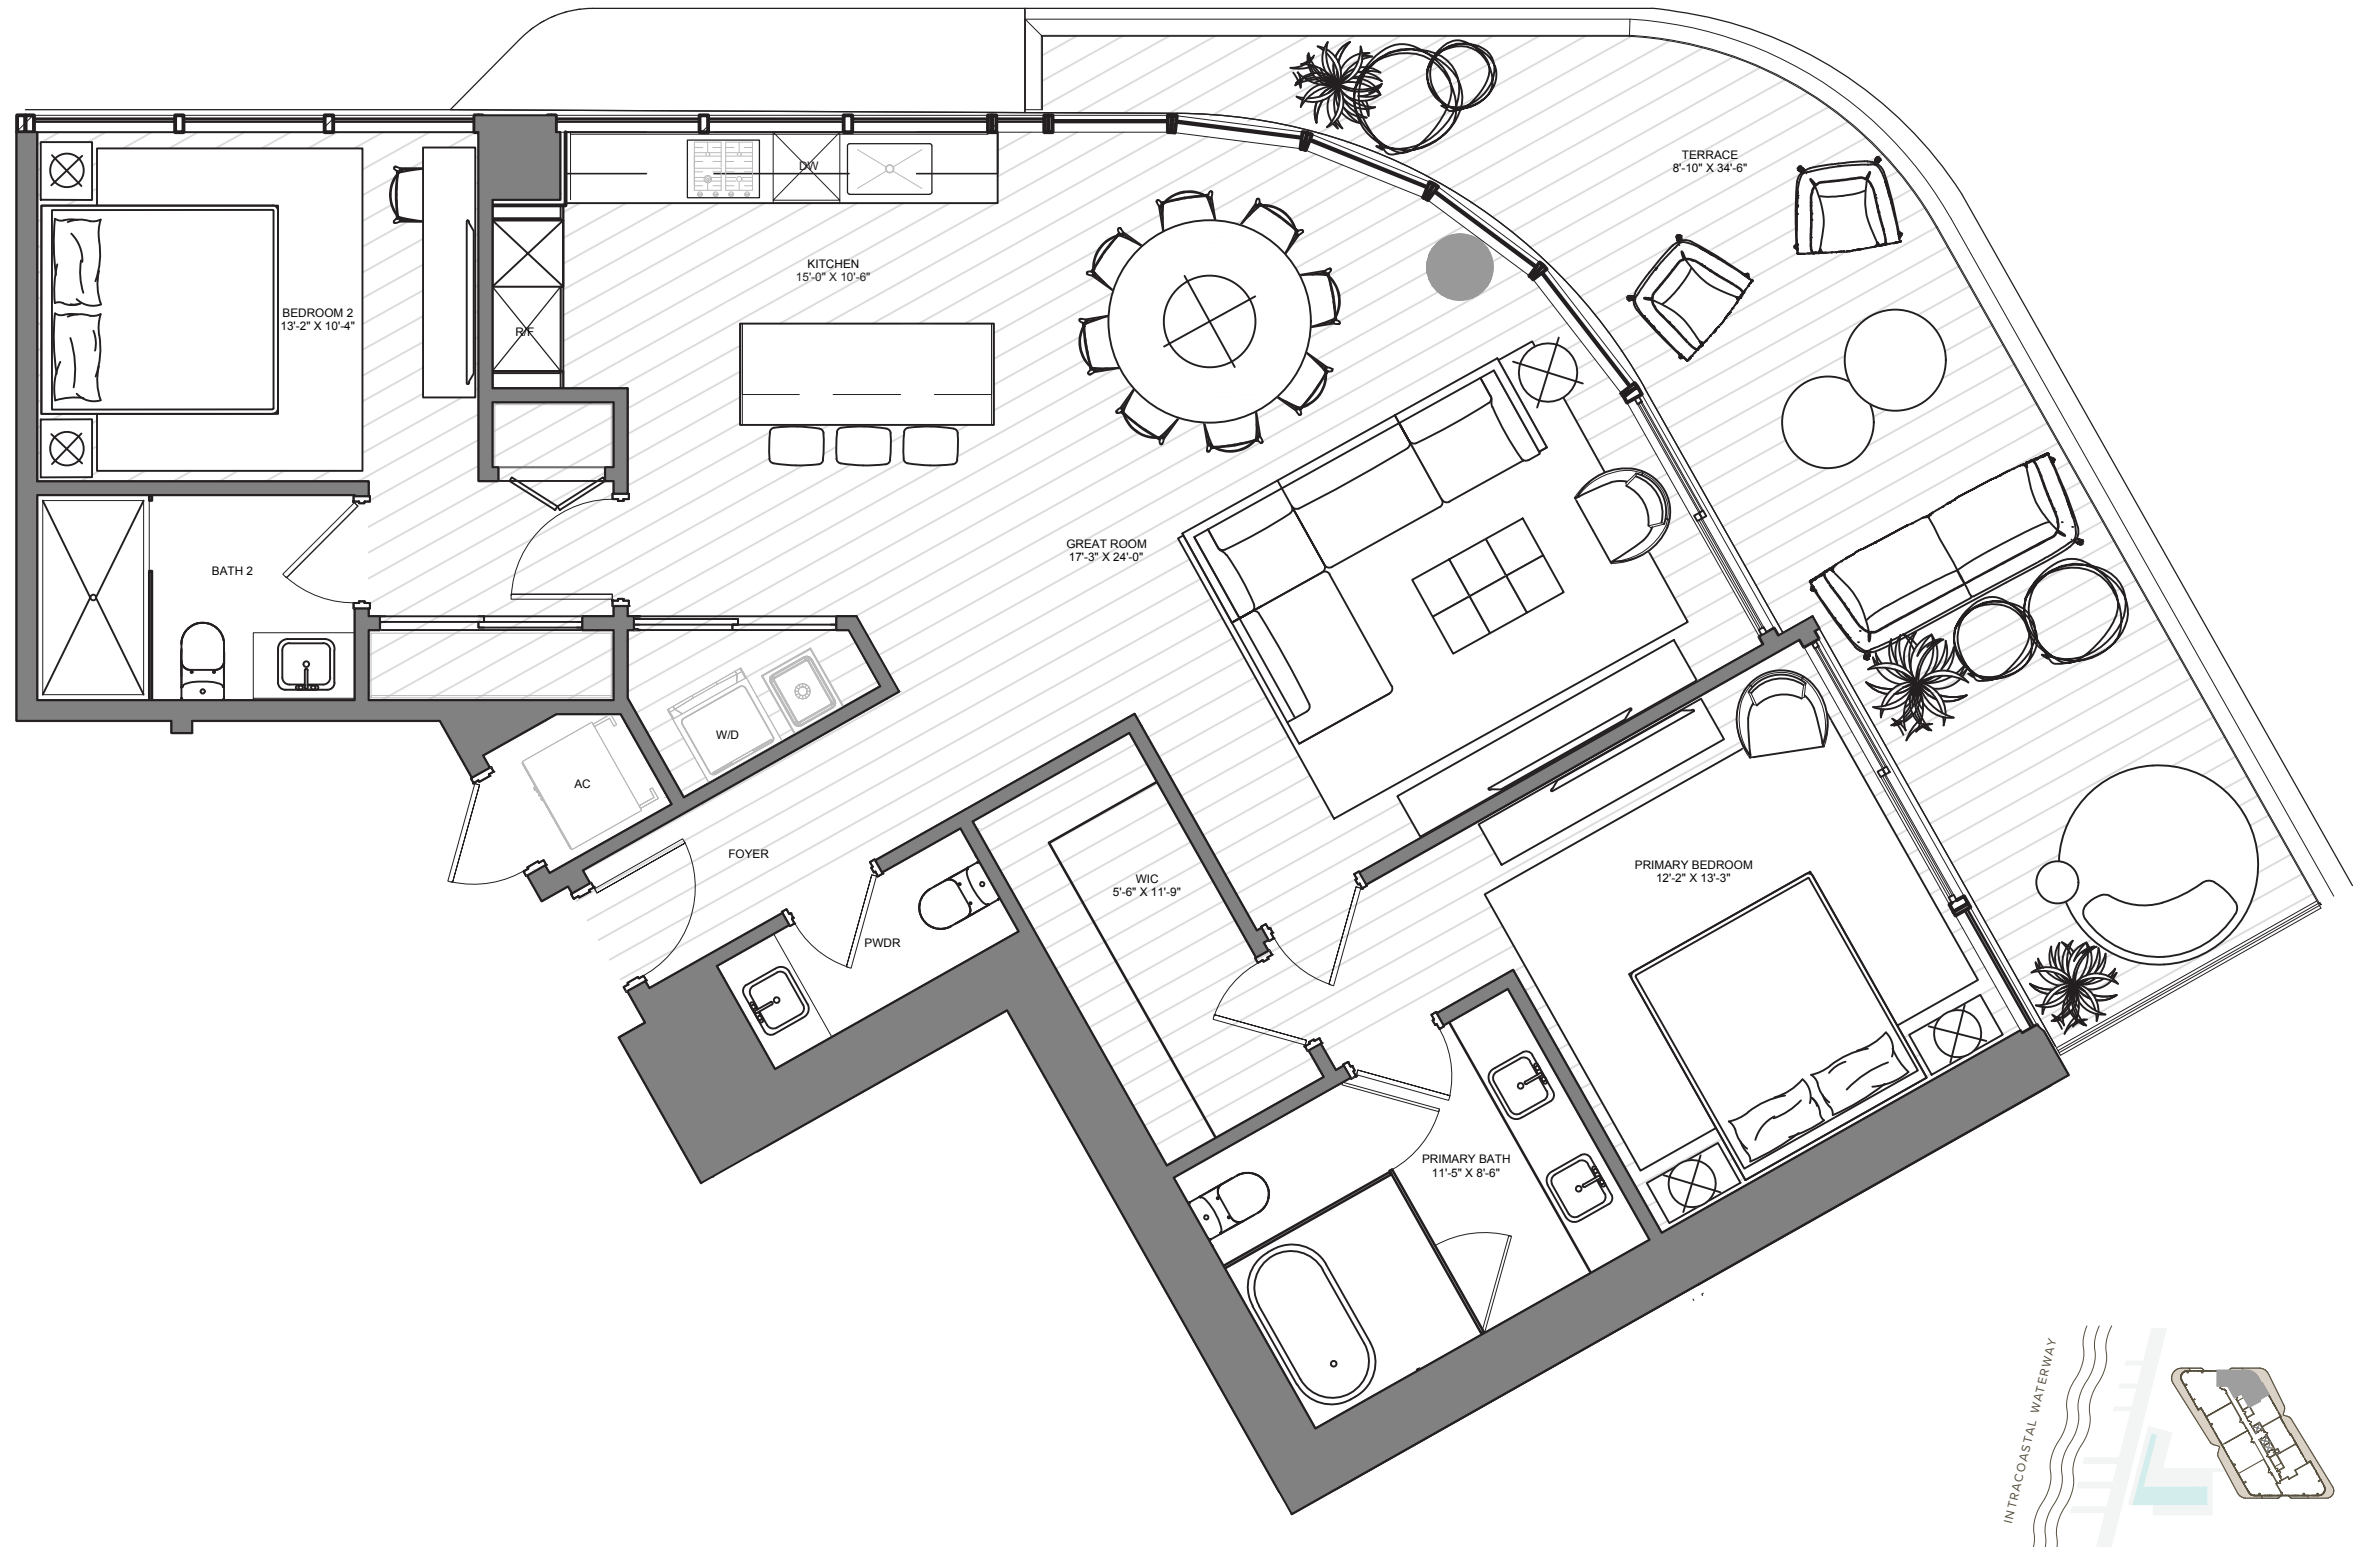 TERRACE
8'-10" X 34'-6"
DW
KITCHEN
15'-0" X 10'-6"
BEDROOM 2
13'-2" X 10'-4"
R/F
GREAT ROOM
17'-3" X 24'-0"
BATH 2
W/D
AC
FOYER
PRIMARY BEDROOM
12'-2" X 13'-3"
WIC
5'-6" X 11'-9"
PWDR
PRIMARY BATH
11'-5" X 8'-6"
INTRACOASTAL WATERWAY